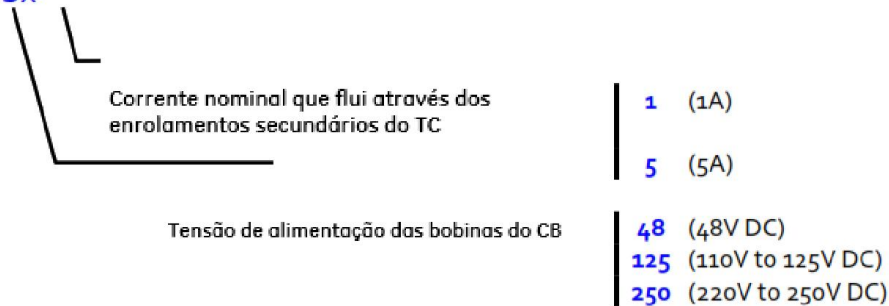 Corrente nominal que flui através dos
enrolamentos secundários do TC
1 (1A)
5 (5A)
Tensão de alimentação das bobinas do CB
48 (48V DC)
125 (110V to 125V DC)
250 (220V to 250V DC)